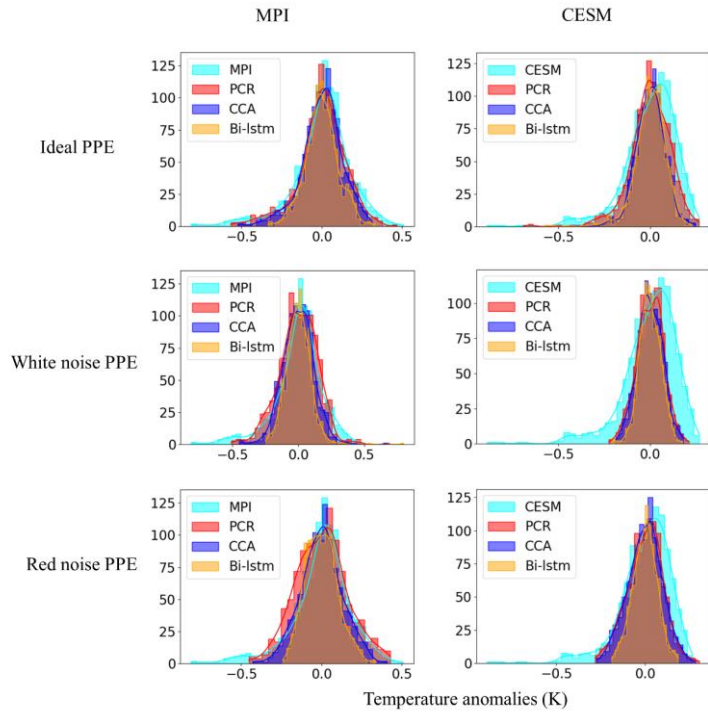 MPI CESM
Ideal PPE
125
100
75
50
25
0
−0.5 0.0 0.5
MPI
PCR
CCA
Bi-lstm
125
100
75
50
25
0
−0.5 0.0
CESM
PCR
CCA
Bi-lstm
White noise PPE
125
100
75
50
25
0
−0.5 0.0 0.5
MPI
PCR
CCA
Bi-lstm
100
75
50
25
0
−0.5 0.0
CESM
PCR
CCA
Bi-lstm
Red noise PPE
125
100
75
50
25
0
−0.5 0.0 0.5
MPI
PCR
CCA
Bi-lstm
125
100
75
50
25
0
−0.5 0.0
CESM
PCR
CCA
Bi-lstm
Temperature anomalies (K)